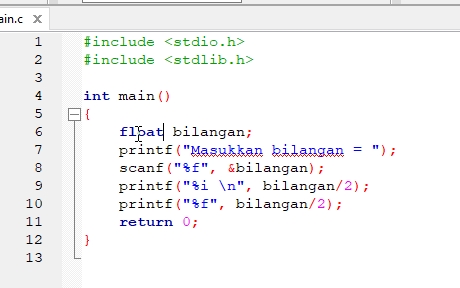 ain.c X
1 #include <stdio.h>
2 #include <stdlib.h>
3
4 int main()
5 {
6 float bilangan;
7 printf("Masukkan bilangan = ");
8 scanf("%f", &bilangan);
9 printf("%i \n", bilangan/2);
10 printf("%f", bilangan/2);
11 return 0;
12 }
13